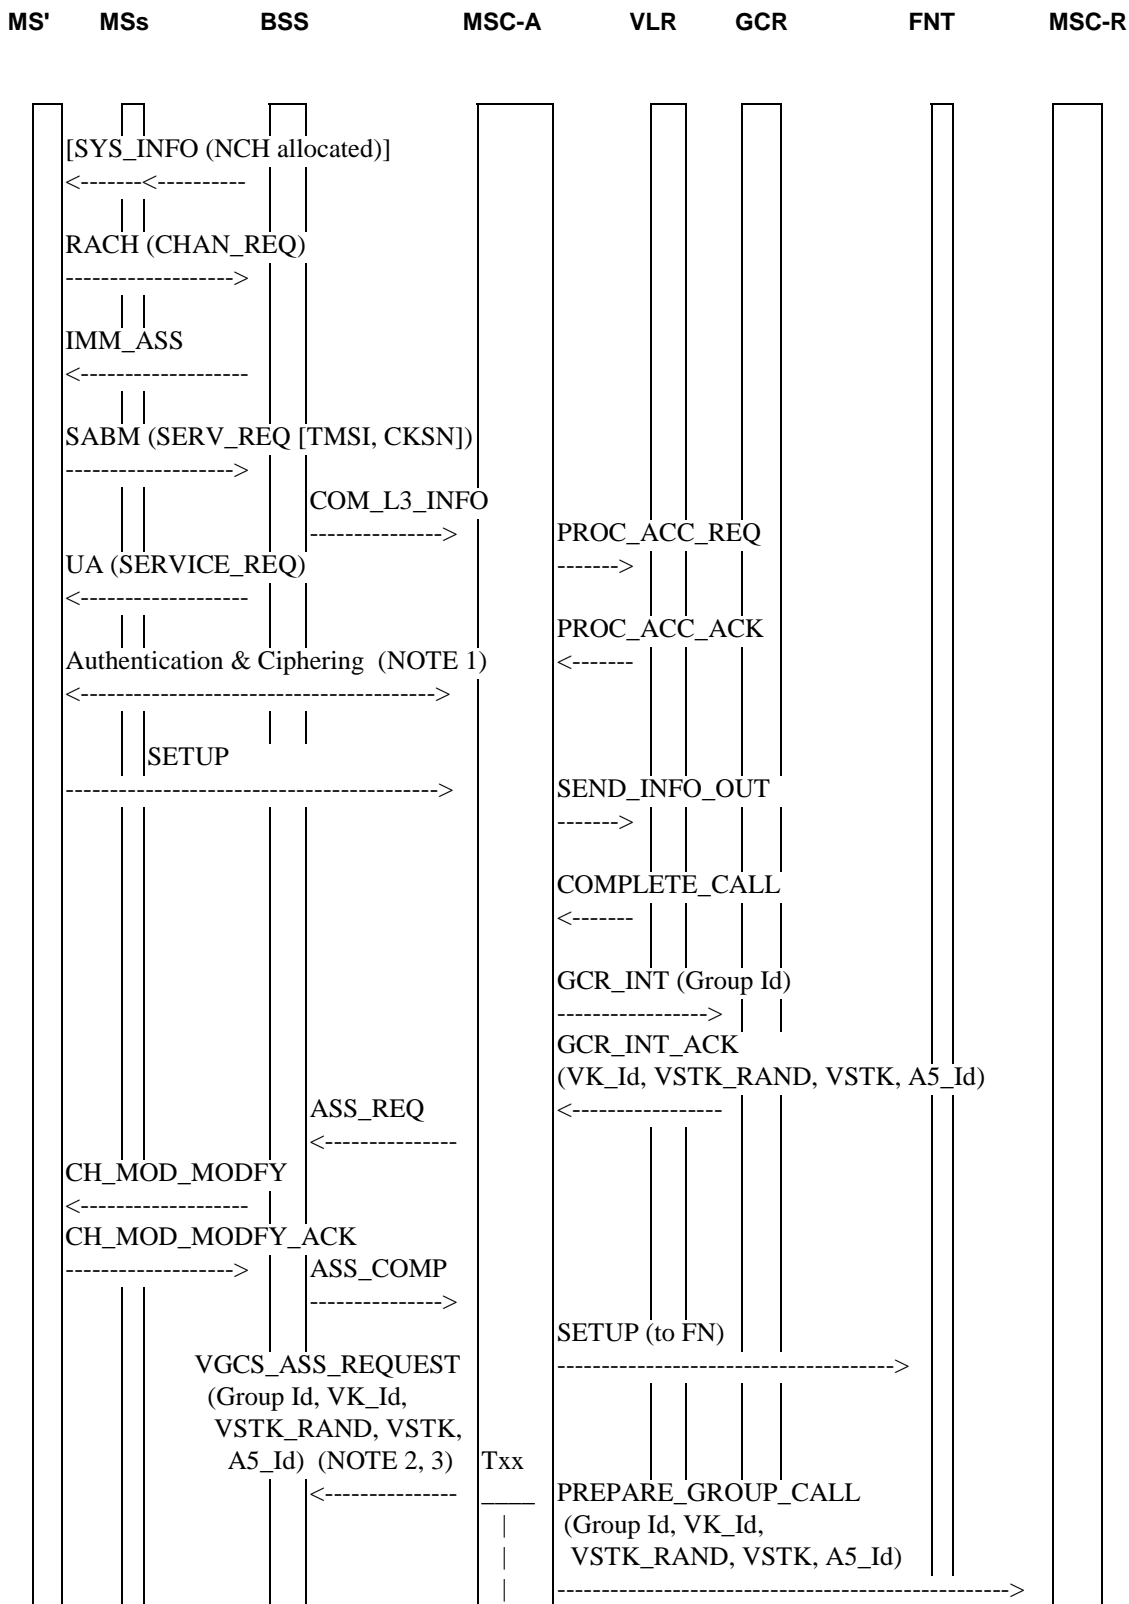 MS' MSs BSS MSC-A VLR GCR FNT MSC-R
[SYS_INFO (NCH allocated)]
<-------<----------
RACH (CHAN_REQ)
------------------->
IMM_ASS
<-------------------
SABM (SERV_REQ [TMSI, CKSN])
------------------->
COM_L3_INFO
---------------> PROC_ACC_REQ
UA (SERVICE_REQ) ------->
<-------------------
PROC_ACC_ACK
Authentication & Ciphering (NOTE 1) <-------
<---------------------------------------->
SETUP
------------------------------------------> SEND_INFO_OUT
------->
COMPLETE_CALL
<-------
GCR_INT (Group Id)
----------------->
GCR_INT_ACK
(VK_Id, VSTK_RAND, VSTK, A5_Id)
ASS_REQ <-----------------
<---------------
CH_MOD_MODFY
<-------------------
CH_MOD_MODFY_ACK
-------------------> ASS_COMP
--------------->
SETUP (to FN)
VGCS_ASS_REQUEST -------------------------------------->
(Group Id, VK_Id,
VSTK_RAND, VSTK,
A5_Id) (NOTE 2, 3) Txx
<--------------- ____ PREPARE_GROUP_CALL
| (Group Id, VK_Id,
| VSTK_RAND, VSTK, A5_Id)
| --------------------------------------------------->